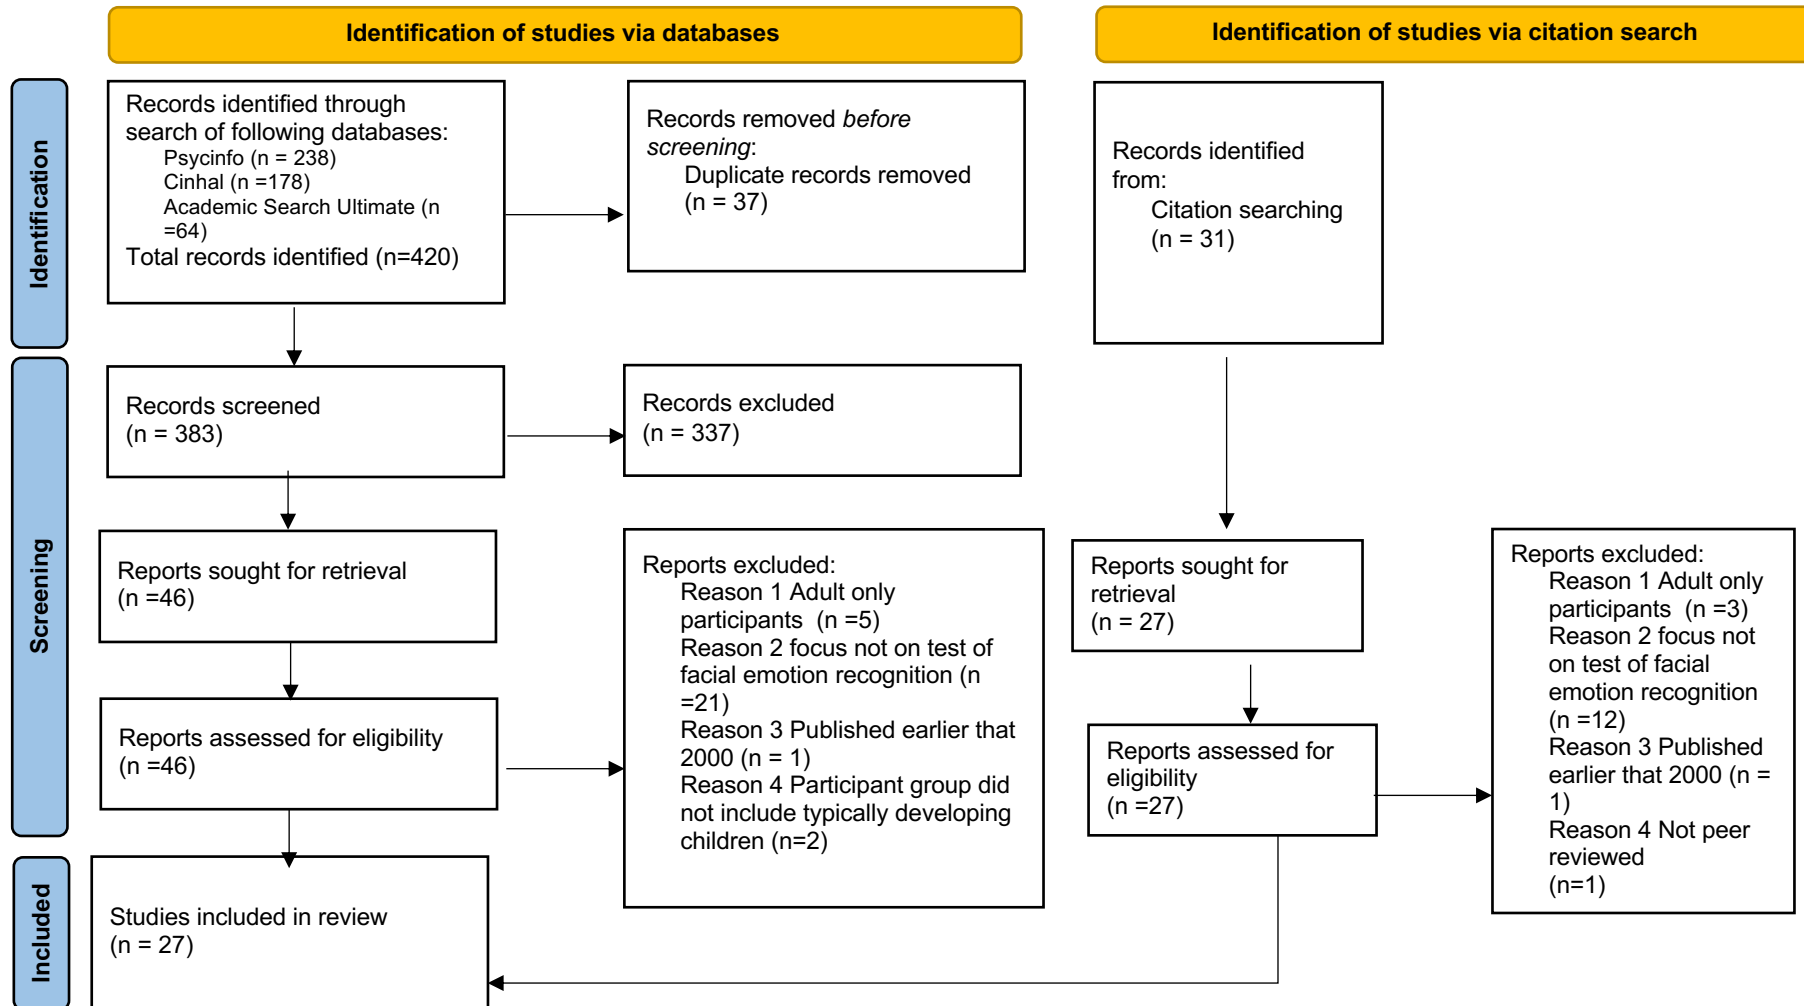 Identification of studies via databases
Identification of studies via citation search
Identification
Records identified through
search of following databases:
Psycinfo (n = 238)
Cinhal (n =178)
Academic Search Ultimate (n
=64)
Total records identified (n=420)
Records removed before
screening:
Duplicate records removed
(n = 37)
Records identified
from:
Citation searching
(n = 31)
Screening
Records screened
(n = 383)
Records excluded
(n = 337)
Reports sought for retrieval
(n =46)
Reports assessed for eligibility
(n =46)
Reports excluded:
Reason 1 Adult only
participants  (n =5)
Reason 2 focus not on test of
facial emotion recognition (n
=21)
Reason 3 Published earlier that
2000 (n = 1)
Reason 4 Participant group did
not include typically developing
children (n=2)
Reports sought for
retrieval
(n = 27)
Reports assessed for
eligibility
(n =27)
Reports excluded:
Reason 1 Adult only
participants  (n =3)
Reason 2 focus not
on test of facial
emotion recognition
(n =12)
Reason 3 Published
earlier that 2000 (n =
1)
Reason 4 Not peer
reviewed
(n=1)
Included
Studies included in review
(n = 27)